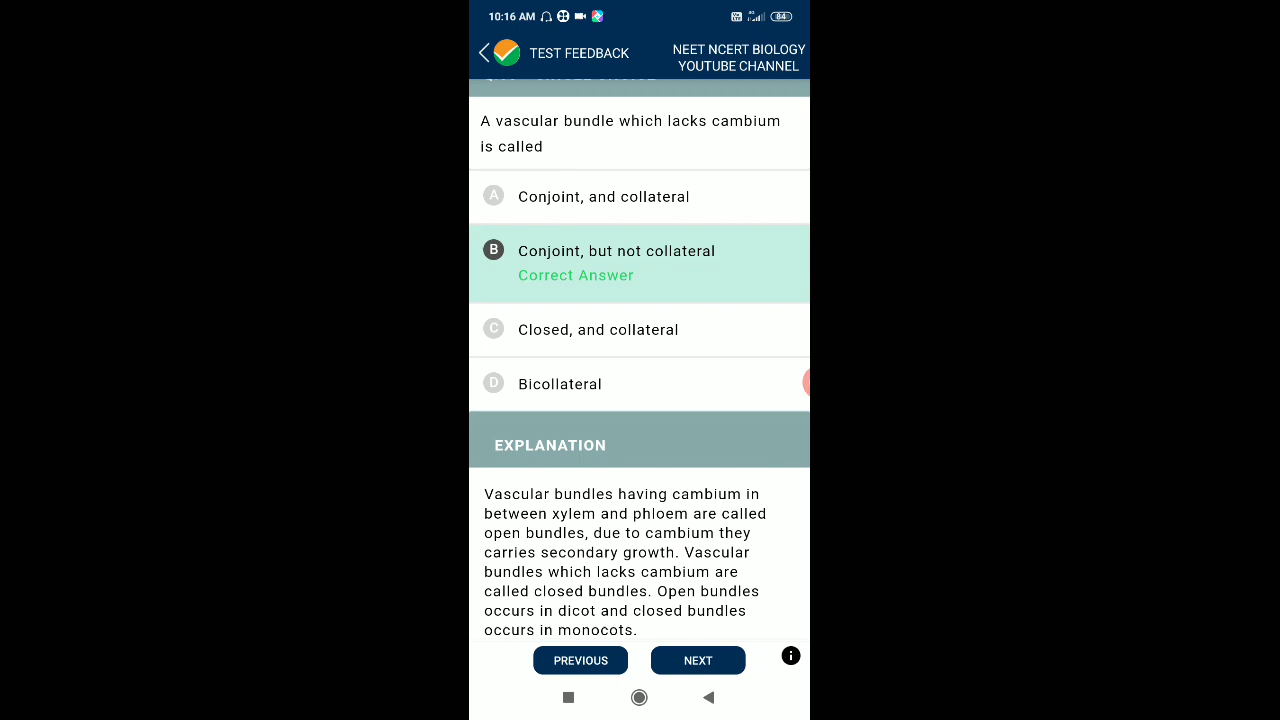 10:16 AM
4G
84
TEST FEEDBACK
NEET NCERT BIOLOGY
YOUTUBE CHANNEL
A vascular bundle which lacks cambium
is called
A Conjoint, and collateral
B Conjoint, but not collateral
Correct Answer
C Closed, and collateral
D Bicollateral
EXPLANATION
Vascular bundles having cambium in
between xylem and phloem are called
open bundles, due to cambium they
carries secondary growth. Vascular
bundles which lacks cambium are
called closed bundles. Open bundles
occurs in dicot and closed bundles
occurs in monocots.
PREVIOUS
NEXT